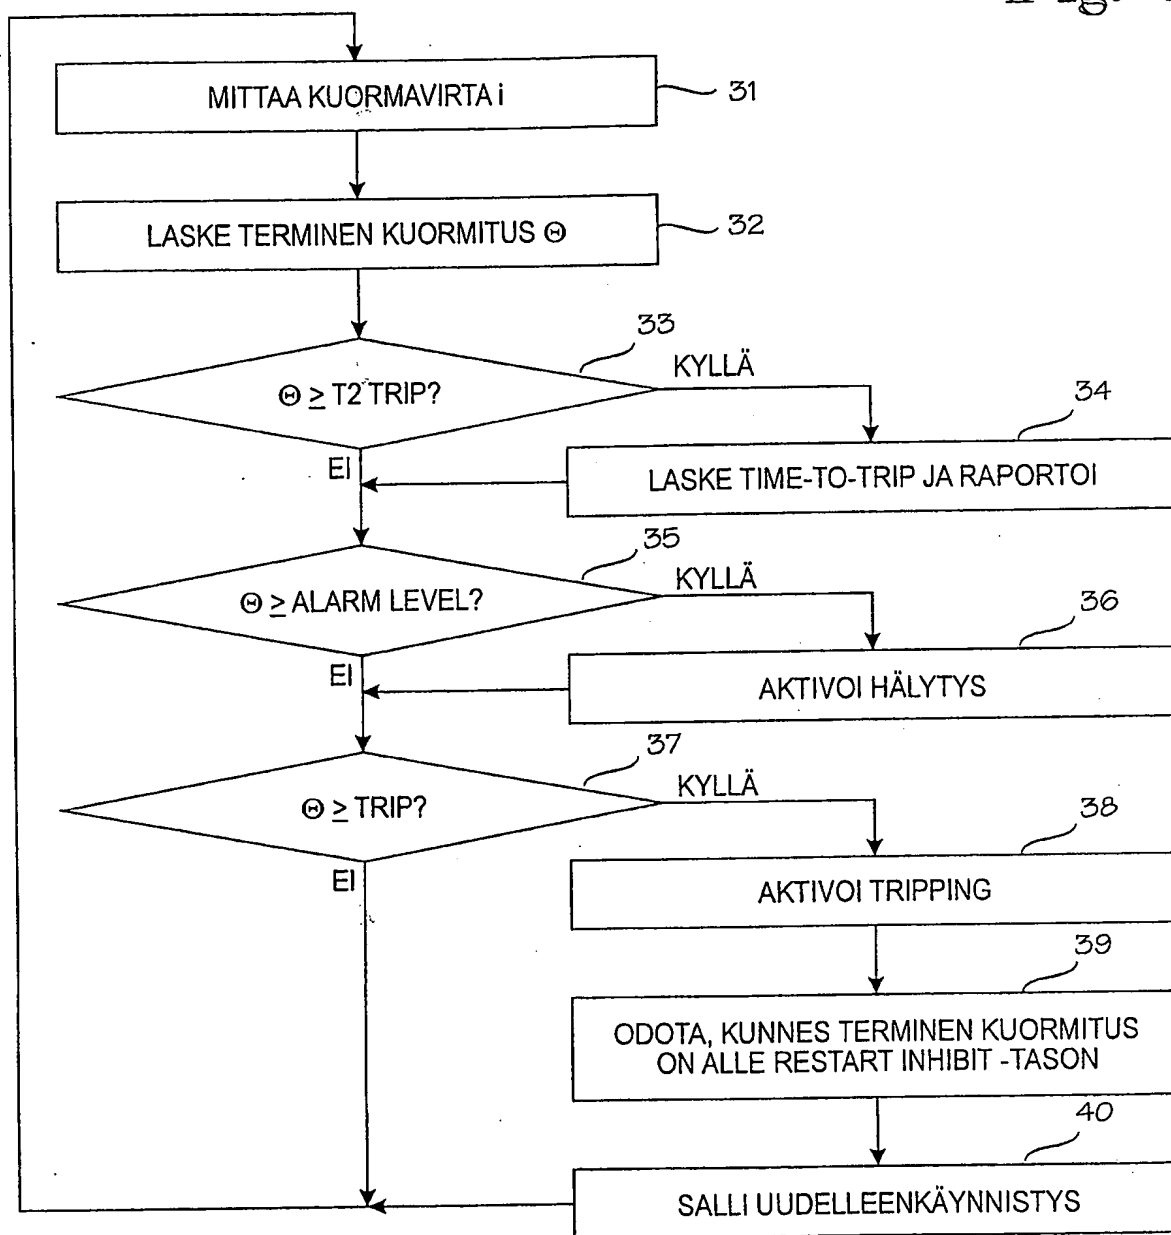 Fig.
MITTAA KUORMAVIRTA i
31
LASKE TERMINEN KUORMITUS Θ
32
33
Θ ≥ T2 TRIP?
KYLLÄ
34
EI
LASKE TIME-TO-TRIP JA RAPORTOI
35
Θ ≥ ALARM LEVEL?
KYLLÄ
36
EI
AKTIVOI HÄLYTYS
37
Θ ≥ TRIP?
KYLLÄ
38
EI
AKTIVOI TRIPPING
39
ODOTA, KUNNES TERMINEN KUORMITUS
ON ALLE RESTART INHIBIT -TASON
40
SALLI UUDELLEENKÄYNNISTYS